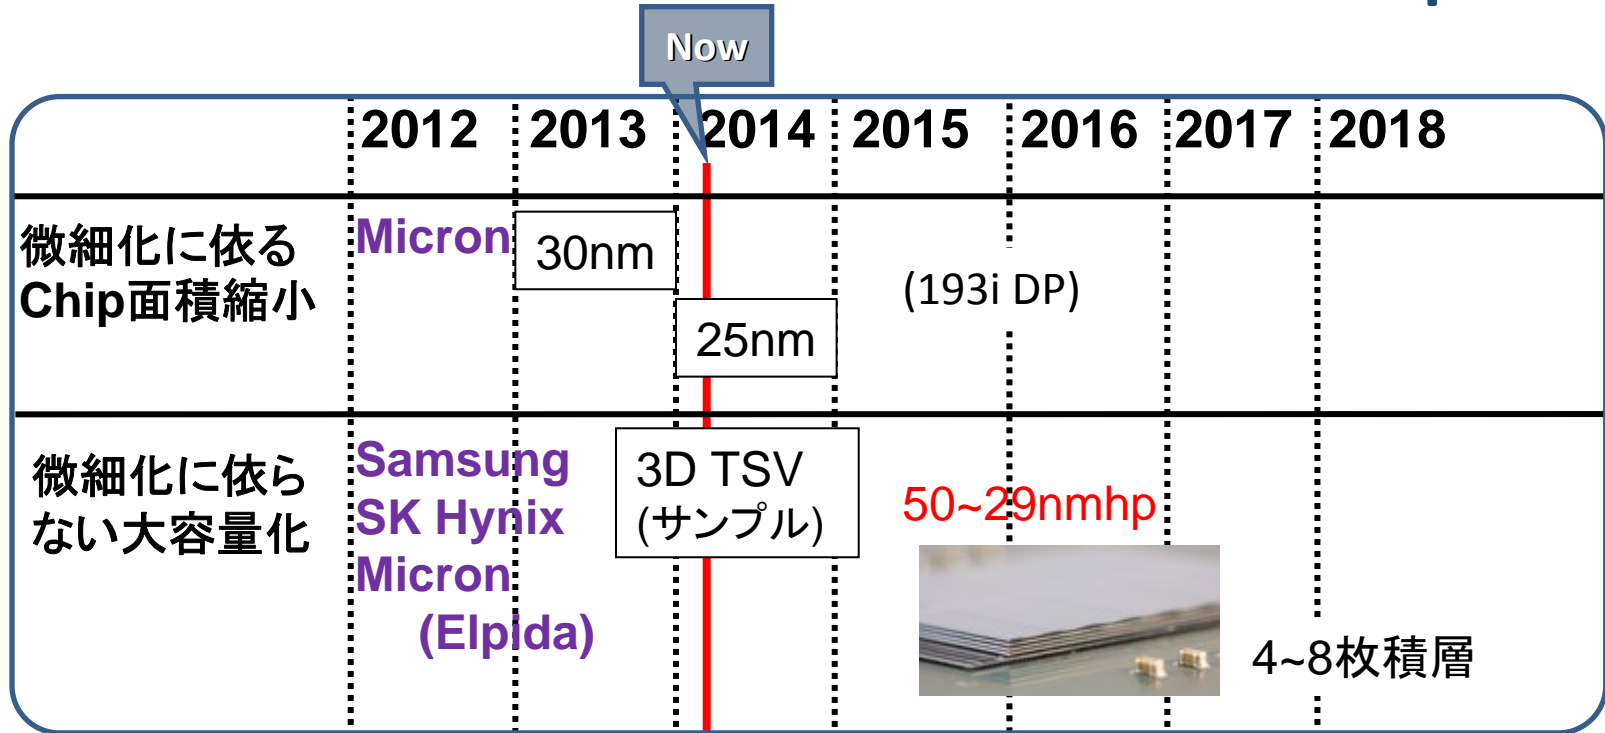 Now
2012 2013 2014 2015 2016 2017 2018
微細化に依る
Chip面積縮小
Micron
30nm
25nm
(193i DP)
微細化に依ら
ない大容量化
Samsung
SK Hynix
Micron
(Elpida)
3D TSV
(サンプル)
50~29nmhp
4~8枚積層